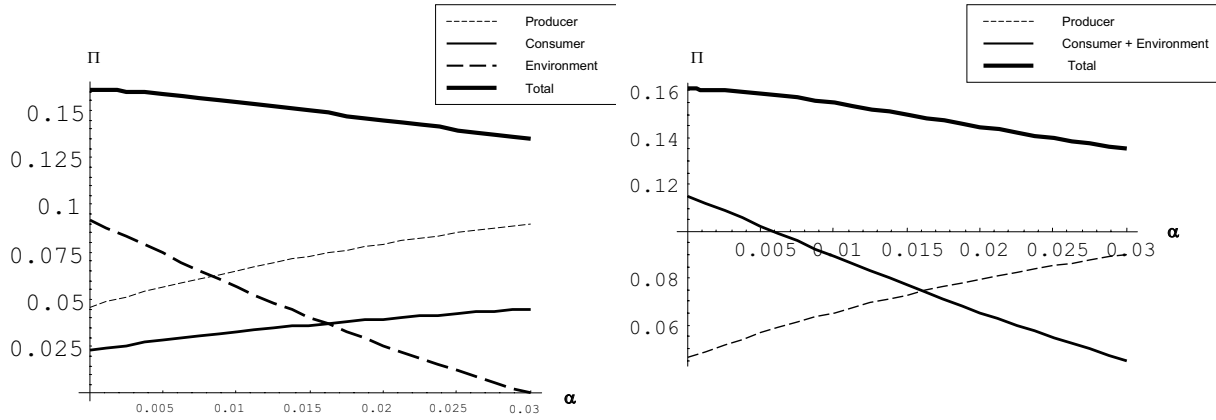 Producer
Consumer
Environment
Total
Π
0.15
0.125
0.1
0.075
0.05
0.025
0.005 0.01 0.015 0.02 0.025 0.03 α
Producer
Consumer + Environment
Total
Π
0.16
0.14
0.12
0.005 0.01 0.015 0.02 0.025 0.03 α
0.08
0.06